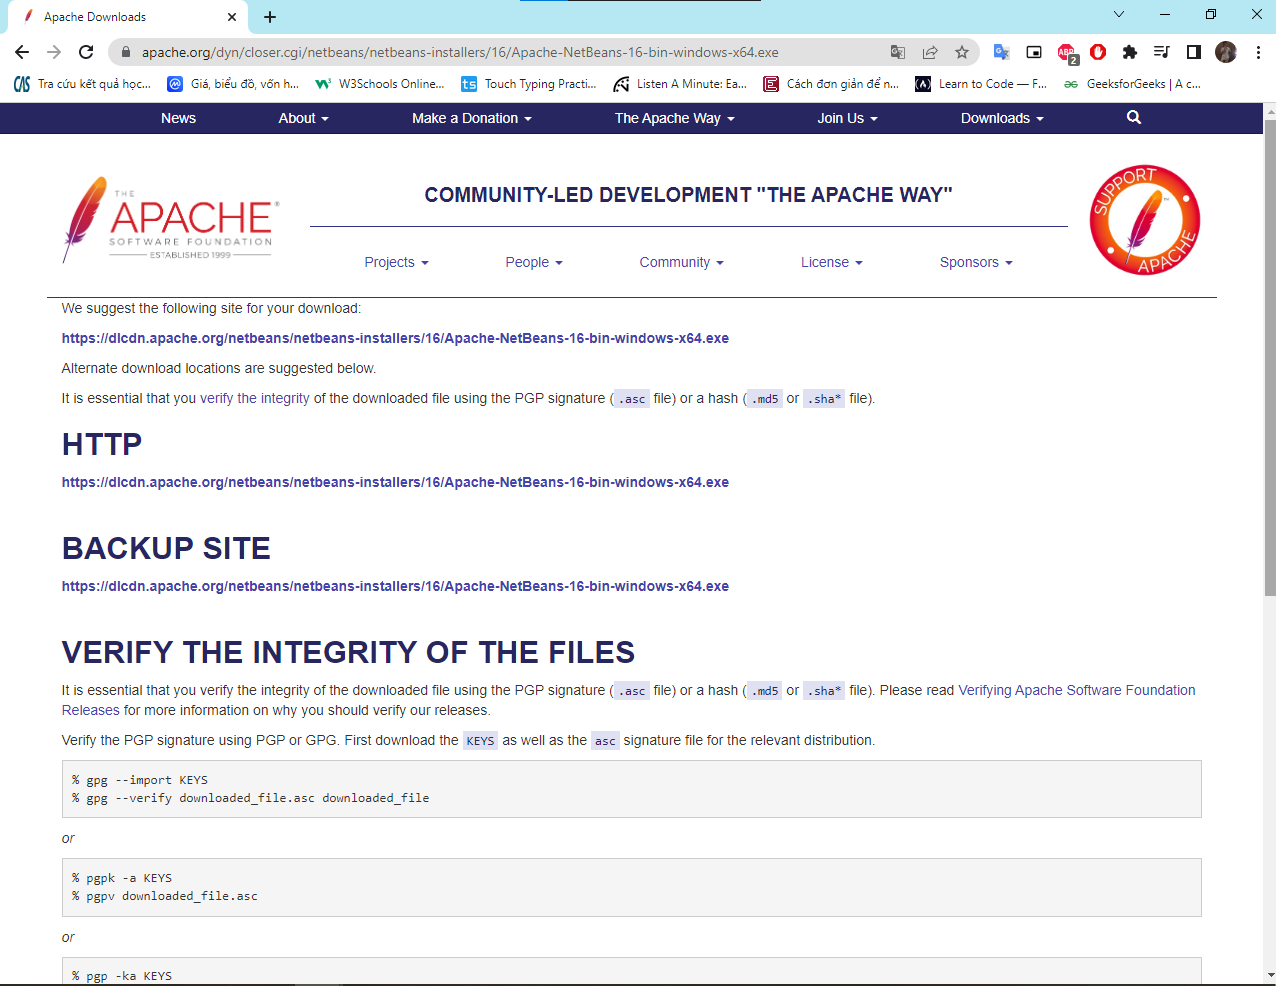 Apache Downloads
apache.org/dyn/closer.cgi/netbeans/netbeans-installers/16/Apache-NetBeans-16-bin-windows-x64.exe
ABP
2
CAS Tra cứu kết quả học... Giá, biểu đồ, vốn h... W3Schools Online... ts Touch Typing Practi... Listen A Minute: Ea... E Cách đơn giản để n... (A) Learn to Code — F... GeeksforGeeks | A c...
News About Make a Donation The Apache Way Join Us Downloads
THE
APACHE®
SOFTWARE FOUNDATION
ESTABLISHED 1999
COMMUNITY-LED DEVELOPMENT "THE APACHE WAY"
Projects People Community License Sponsors
SUPPORT
APACHE
We suggest the following site for your download:
https://dlcdn.apache.org/netbeans/netbeans-installers/16/Apache-NetBeans-16-bin-windows-x64.exe
Alternate download locations are suggested below.
It is essential that you verify the integrity of the downloaded file using the PGP signature ( .asc file) or a hash ( .md5 or .sha* file).
HTTP
https://dlcdn.apache.org/netbeans/netbeans-installers/16/Apache-NetBeans-16-bin-windows-x64.exe
BACKUP SITE
https://dlcdn.apache.org/netbeans/netbeans-installers/16/Apache-NetBeans-16-bin-windows-x64.exe
VERIFY THE INTEGRITY OF THE FILES
It is essential that you verify the integrity of the downloaded file using the PGP signature ( .asc file) or a hash ( .md5 or .sha* file). Please read Verifying Apache Software Foundation
Releases for more information on why you should verify our releases.
Verify the PGP signature using PGP or GPG. First download the KEYS as well as the asc signature file for the relevant distribution.
% gpg --import KEYS
% gpg --verify downloaded_file.asc downloaded_file
or
% pgpk -a KEYS
% pgpv downloaded_file.asc
or
% pgp -ka KEYS